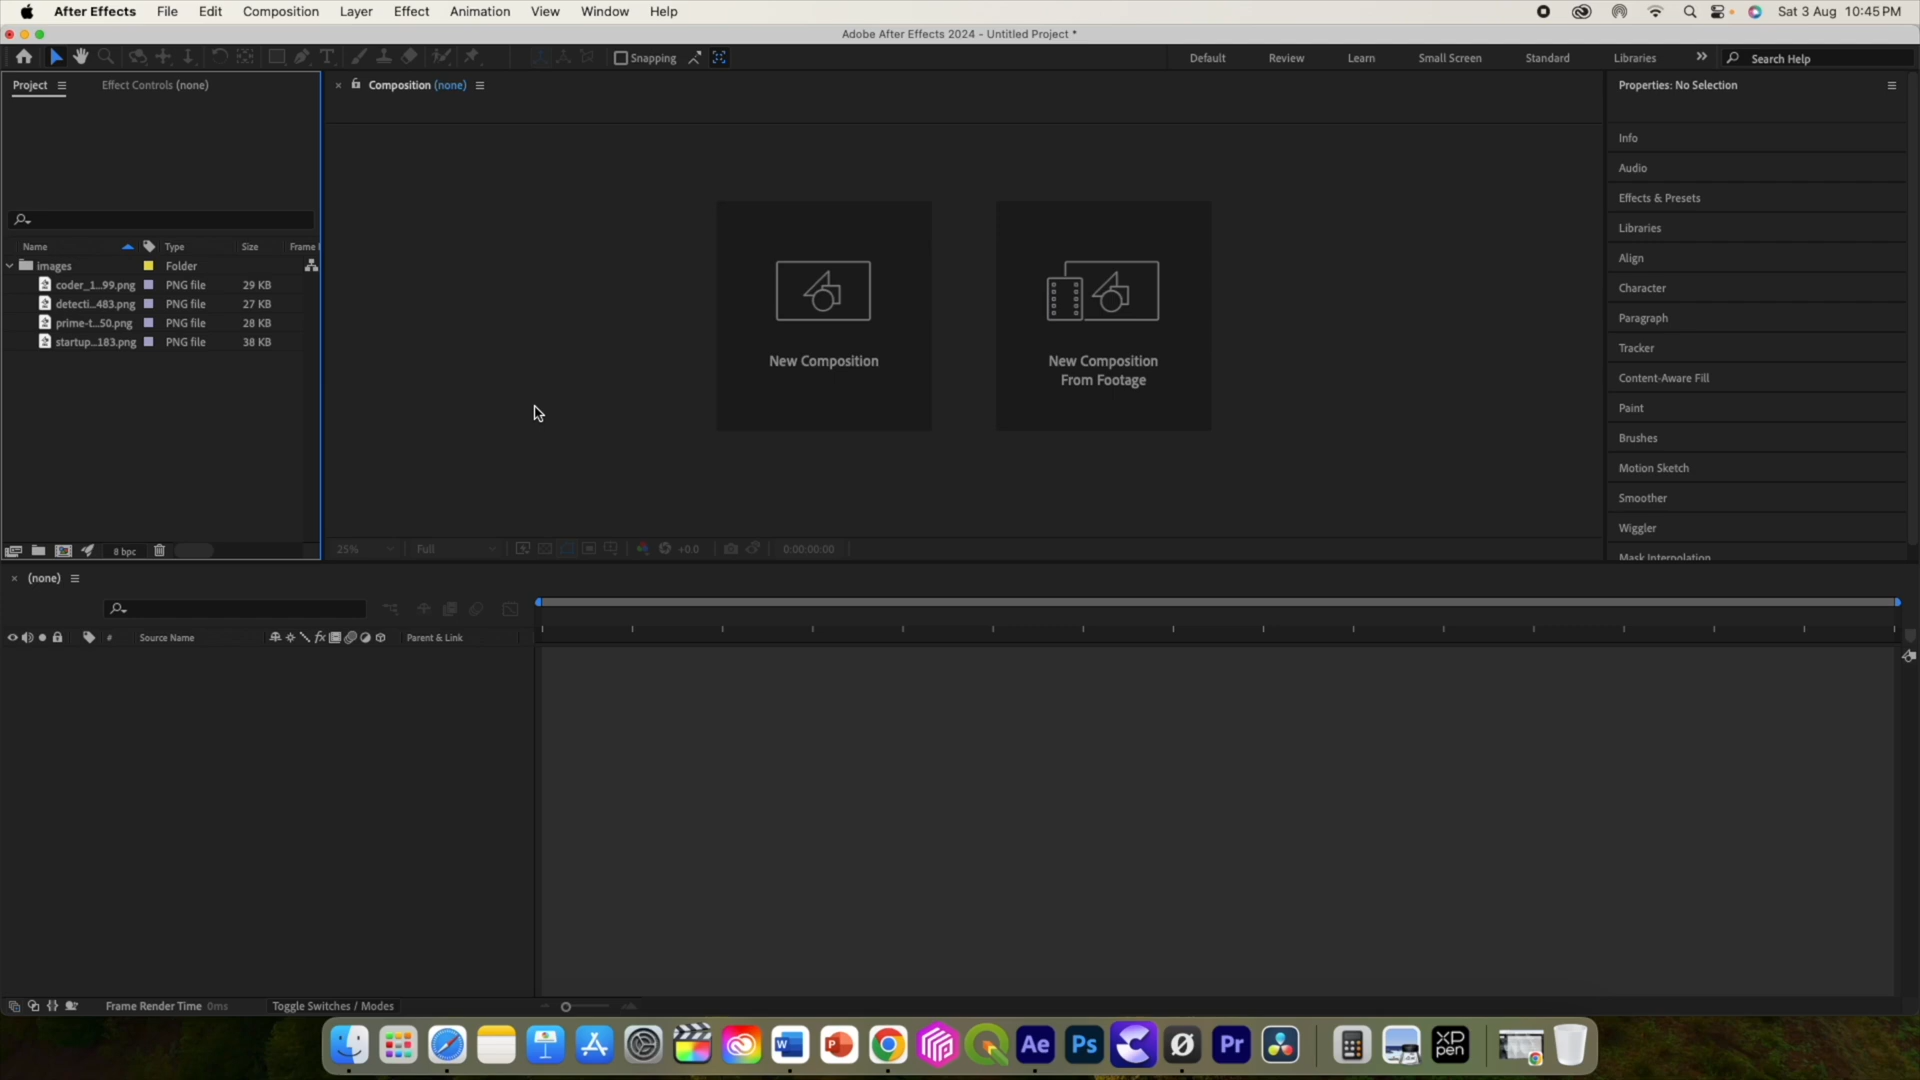 After Effects File Edit Composition Layer Effect Animation View Window Help Sat 3 Aug 10:45 PM
Adobe After Effects 2024 - Untitled Project *
Snapping Default Review Learn Small Screen Standard Libraries Search Help
Project Effect Controls (none) Composition (none) Properties: No Selection
Info
Audio
Effects & Presets
Libraries
Align
Character
Paragraph
Tracker
Content-Aware Fill
Paint
Brushes
Motion Sketch
Smoother
Wiggler
Mask Interpolation
Name Type Size Frame
images Folder
coder_1...99.png PNG file 29 KB
detecti...483.png PNG file 27 KB
prime-t...50.png PNG file 28 KB
startup...183.png PNG file 38 KB
New Composition
New Composition
From Footage
8 bpc 25% Full +0.0 0:00:00:00
(none)
# Source Name fx Parent & Link
Frame Render Time 0ms Toggle Switches / Modes
W P Ae Ps Pr XP
pen